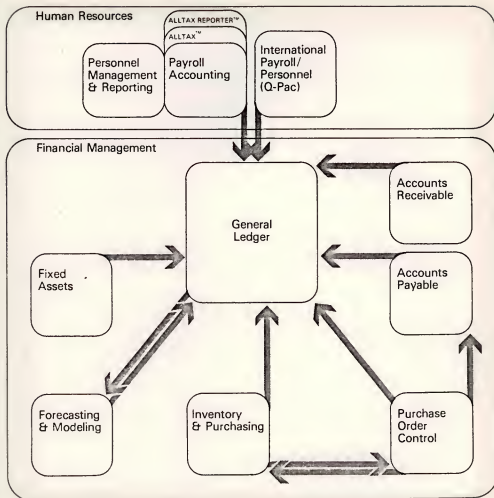 Human Resources
ALLTAX REPORTER™
ALLTAX™
Personnel
Management
& Reporting
Payroll
Accounting
International
Payroll/
Personnel
(Q-Pac)
Financial Management
General
Ledger
Accounts
Receivable
Fixed
Assets
Accounts
Payable
Forecasting
& Modeling
Inventory
& Purchasing
Purchase
Order
Control